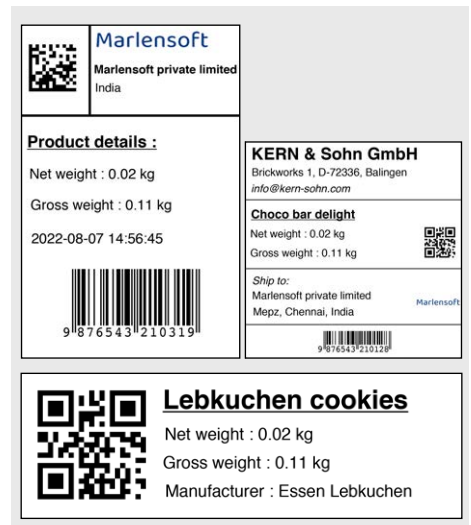 Marlensoft
Marlensoft private limited
India
Product details :
Net weight : 0.02 kg
Gross weight : 0.11 kg
2022-08-07 14:56:45
9 876543 210319
KERN & Sohn GmbH
Brickworks 1, D-72336, Balingen
info@kern-sohn.com
Choco bar delight
Net weight : 0.02 kg
Gross weight : 0.11 kg
Ship to:
Marlensoft private limited
Mepz, Chennai, India
Marlensoft
9 876543 210128
Lebkuchen cookies
Net weight : 0.02 kg
Gross weight : 0.11 kg
Manufacturer : Essen Lebkuchen